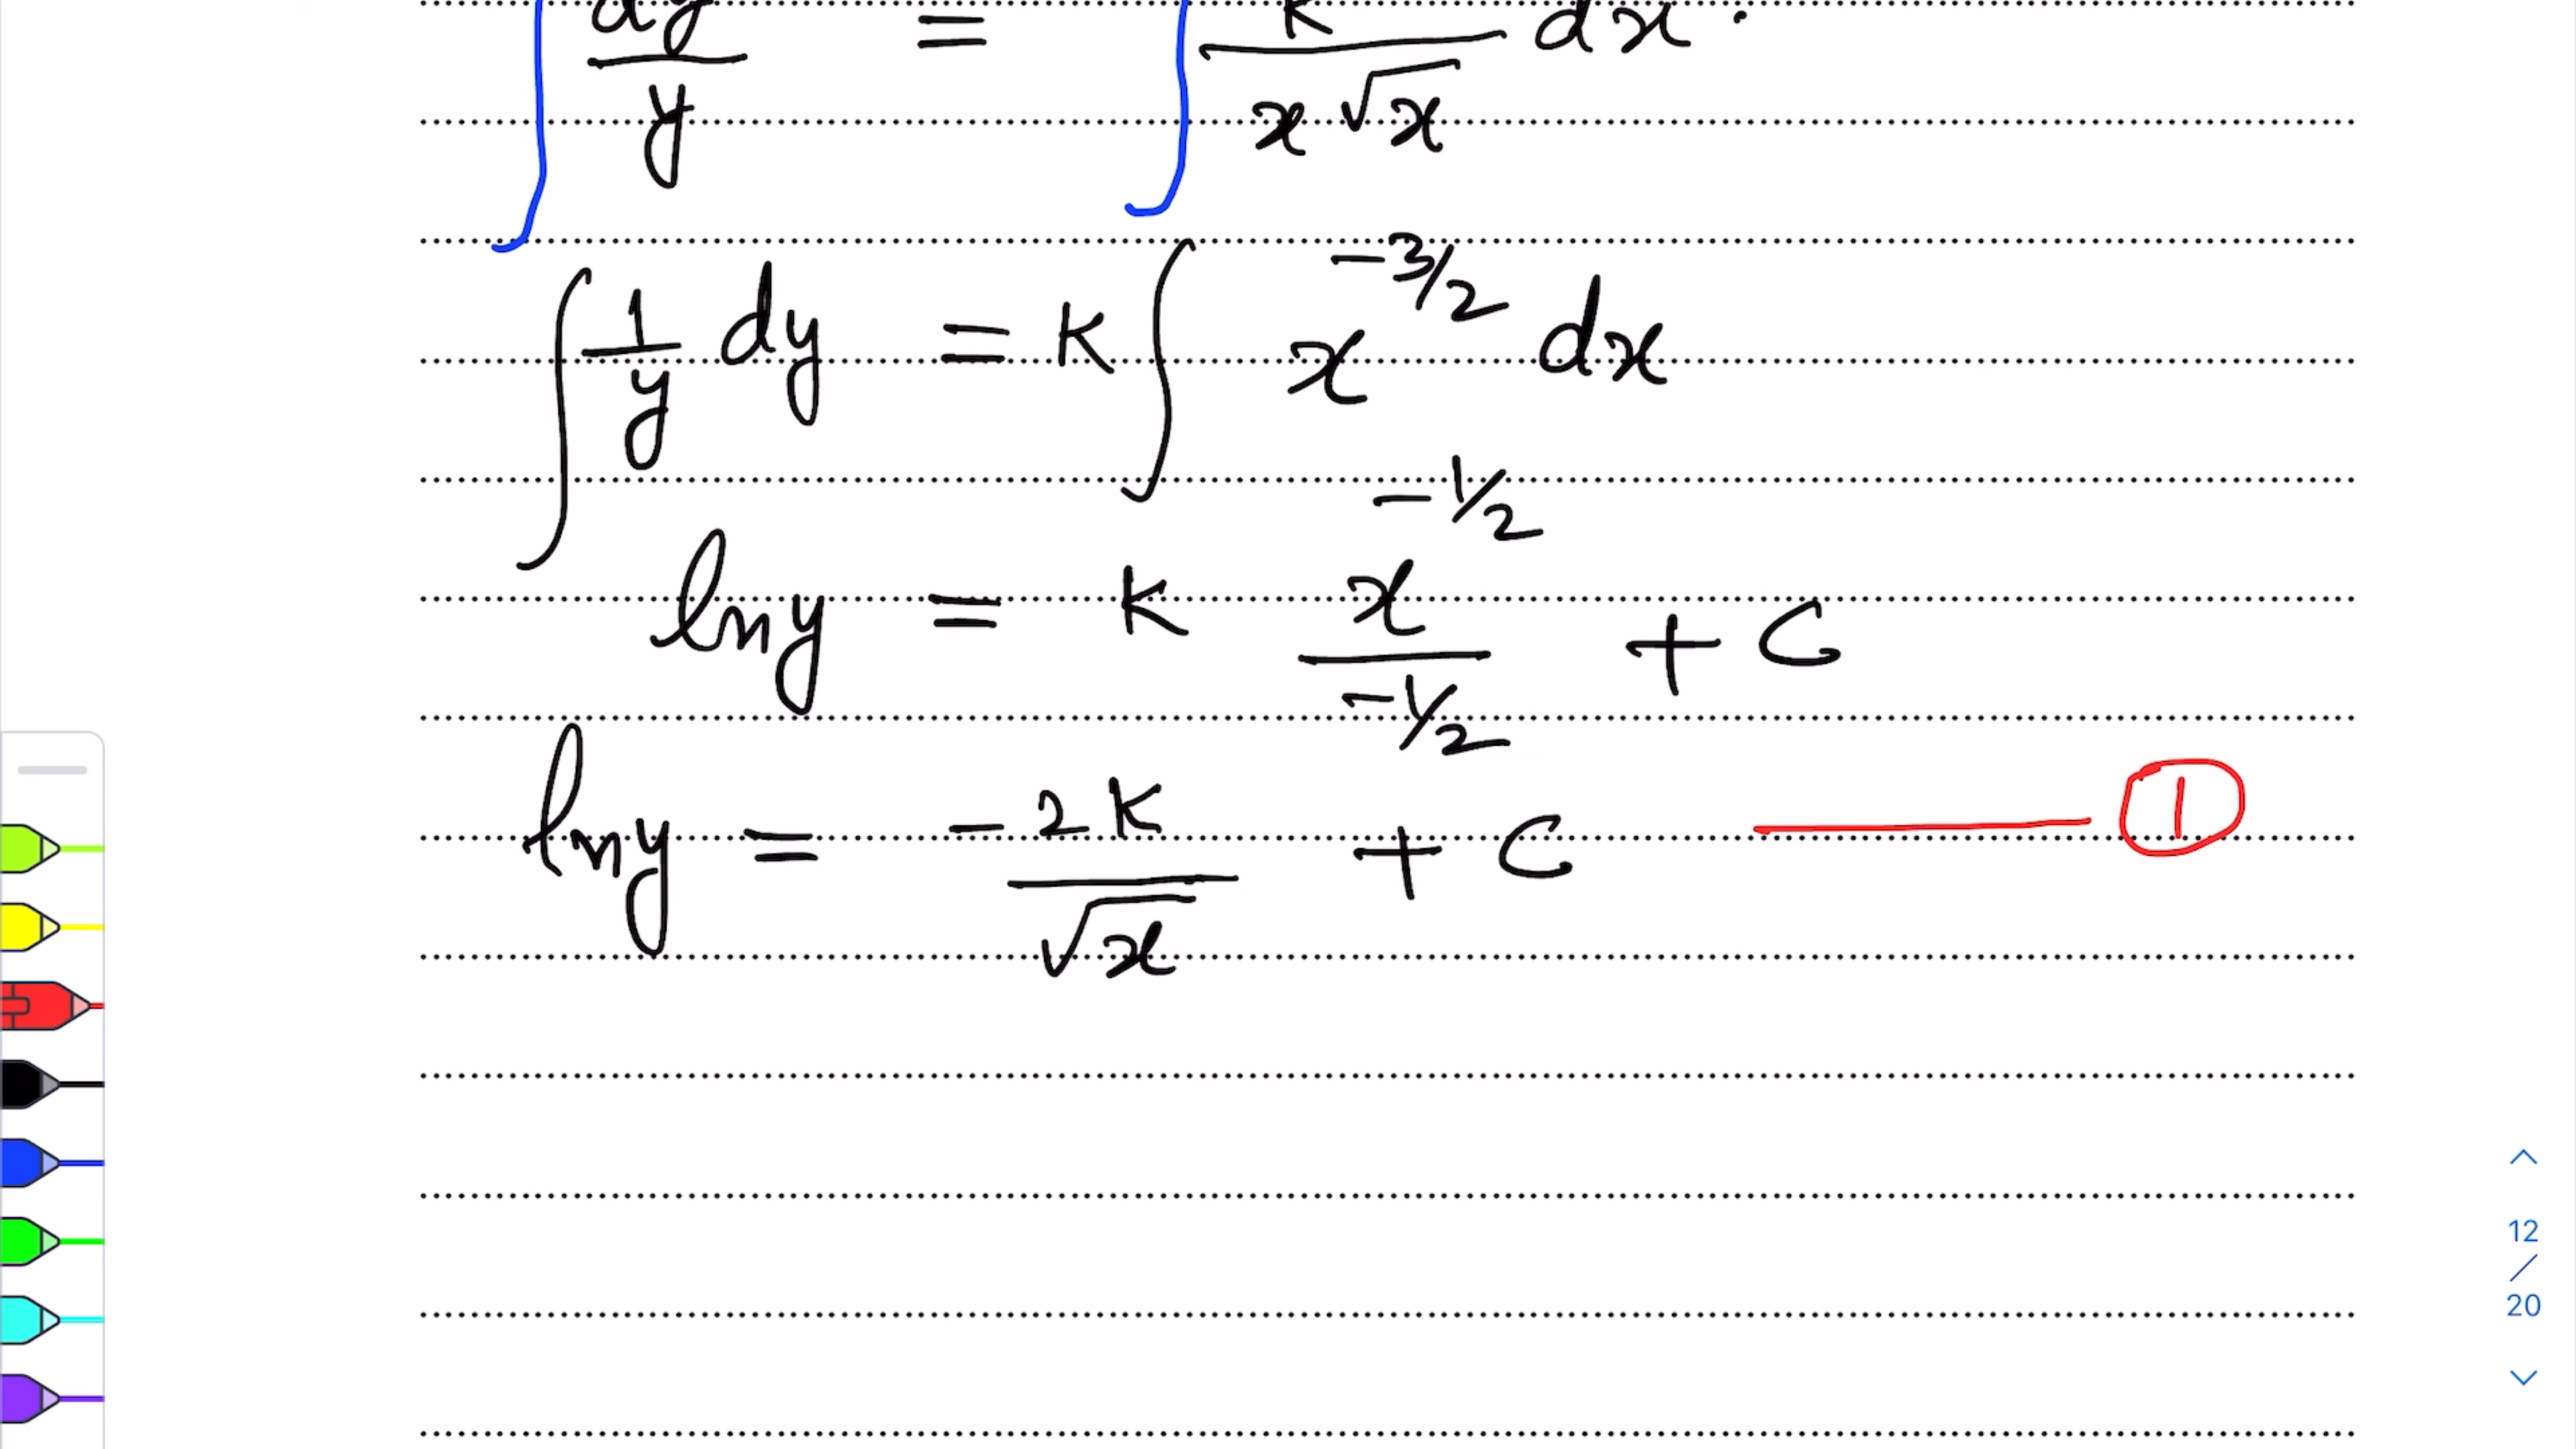 ∫ dy/y = ∫ k/(x√x) dx.
∫ 1/y dy = k ∫ x^(-3/2) dx
ln y = k x^(-1/2)/(-1/2) + C
ln y = -2k/√x + C ——— ①
12
/
20